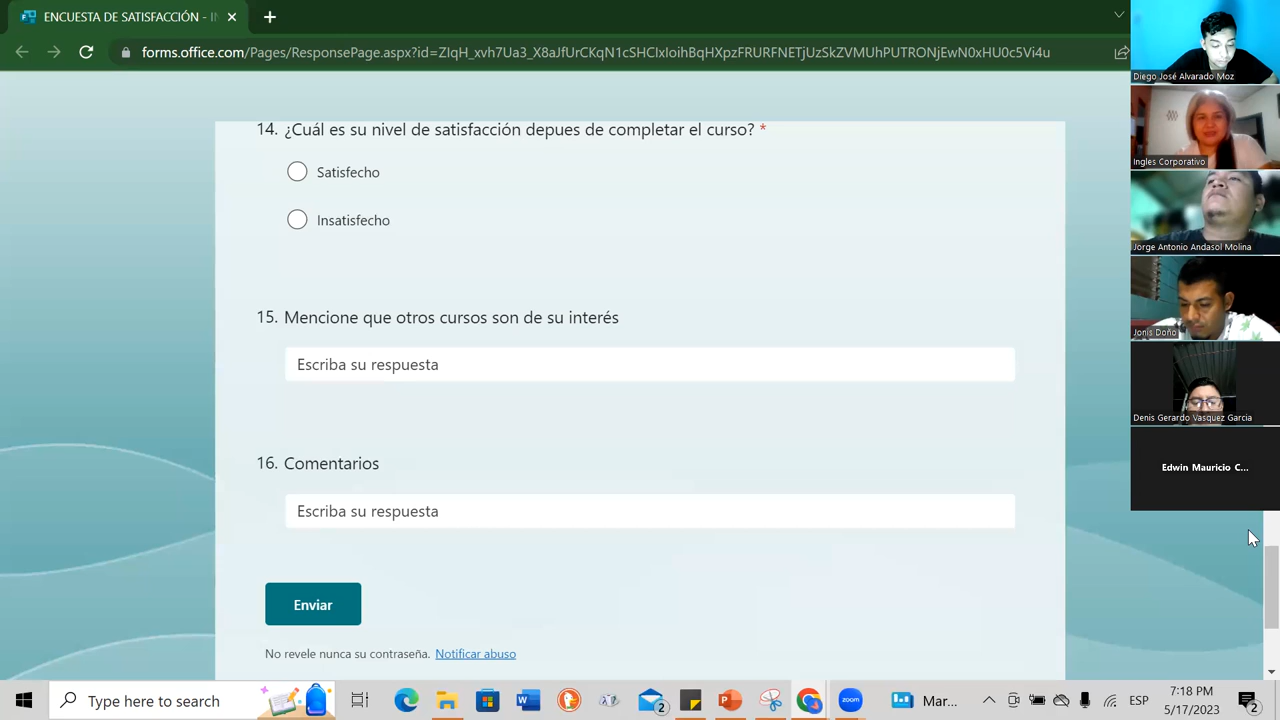 ENCUESTA DE SATISFACCIÓN - IN
forms.office.com/Pages/ResponsePage.aspx?id=
14. ¿Cuál es su nivel de satisfacción depues de completar el curso? *
Satisfecho
Insatisfecho
15. Mencione que otros cursos son de su interés
Escriba su respuesta
16. Comentarios
Escriba su respuesta
Enviar
No revele nunca su contraseña. Notificar abuso
Diego José Alvarado Moz
Ingles Corporativo
Jorge Antonio Andasol Molina
Jonis Doño
Denis Gerardo Vasquez Garcia
Edwin Mauricio C...
Type here to search
2
zoom
Mar...
ESP
7:18 PM
5/17/2023
2